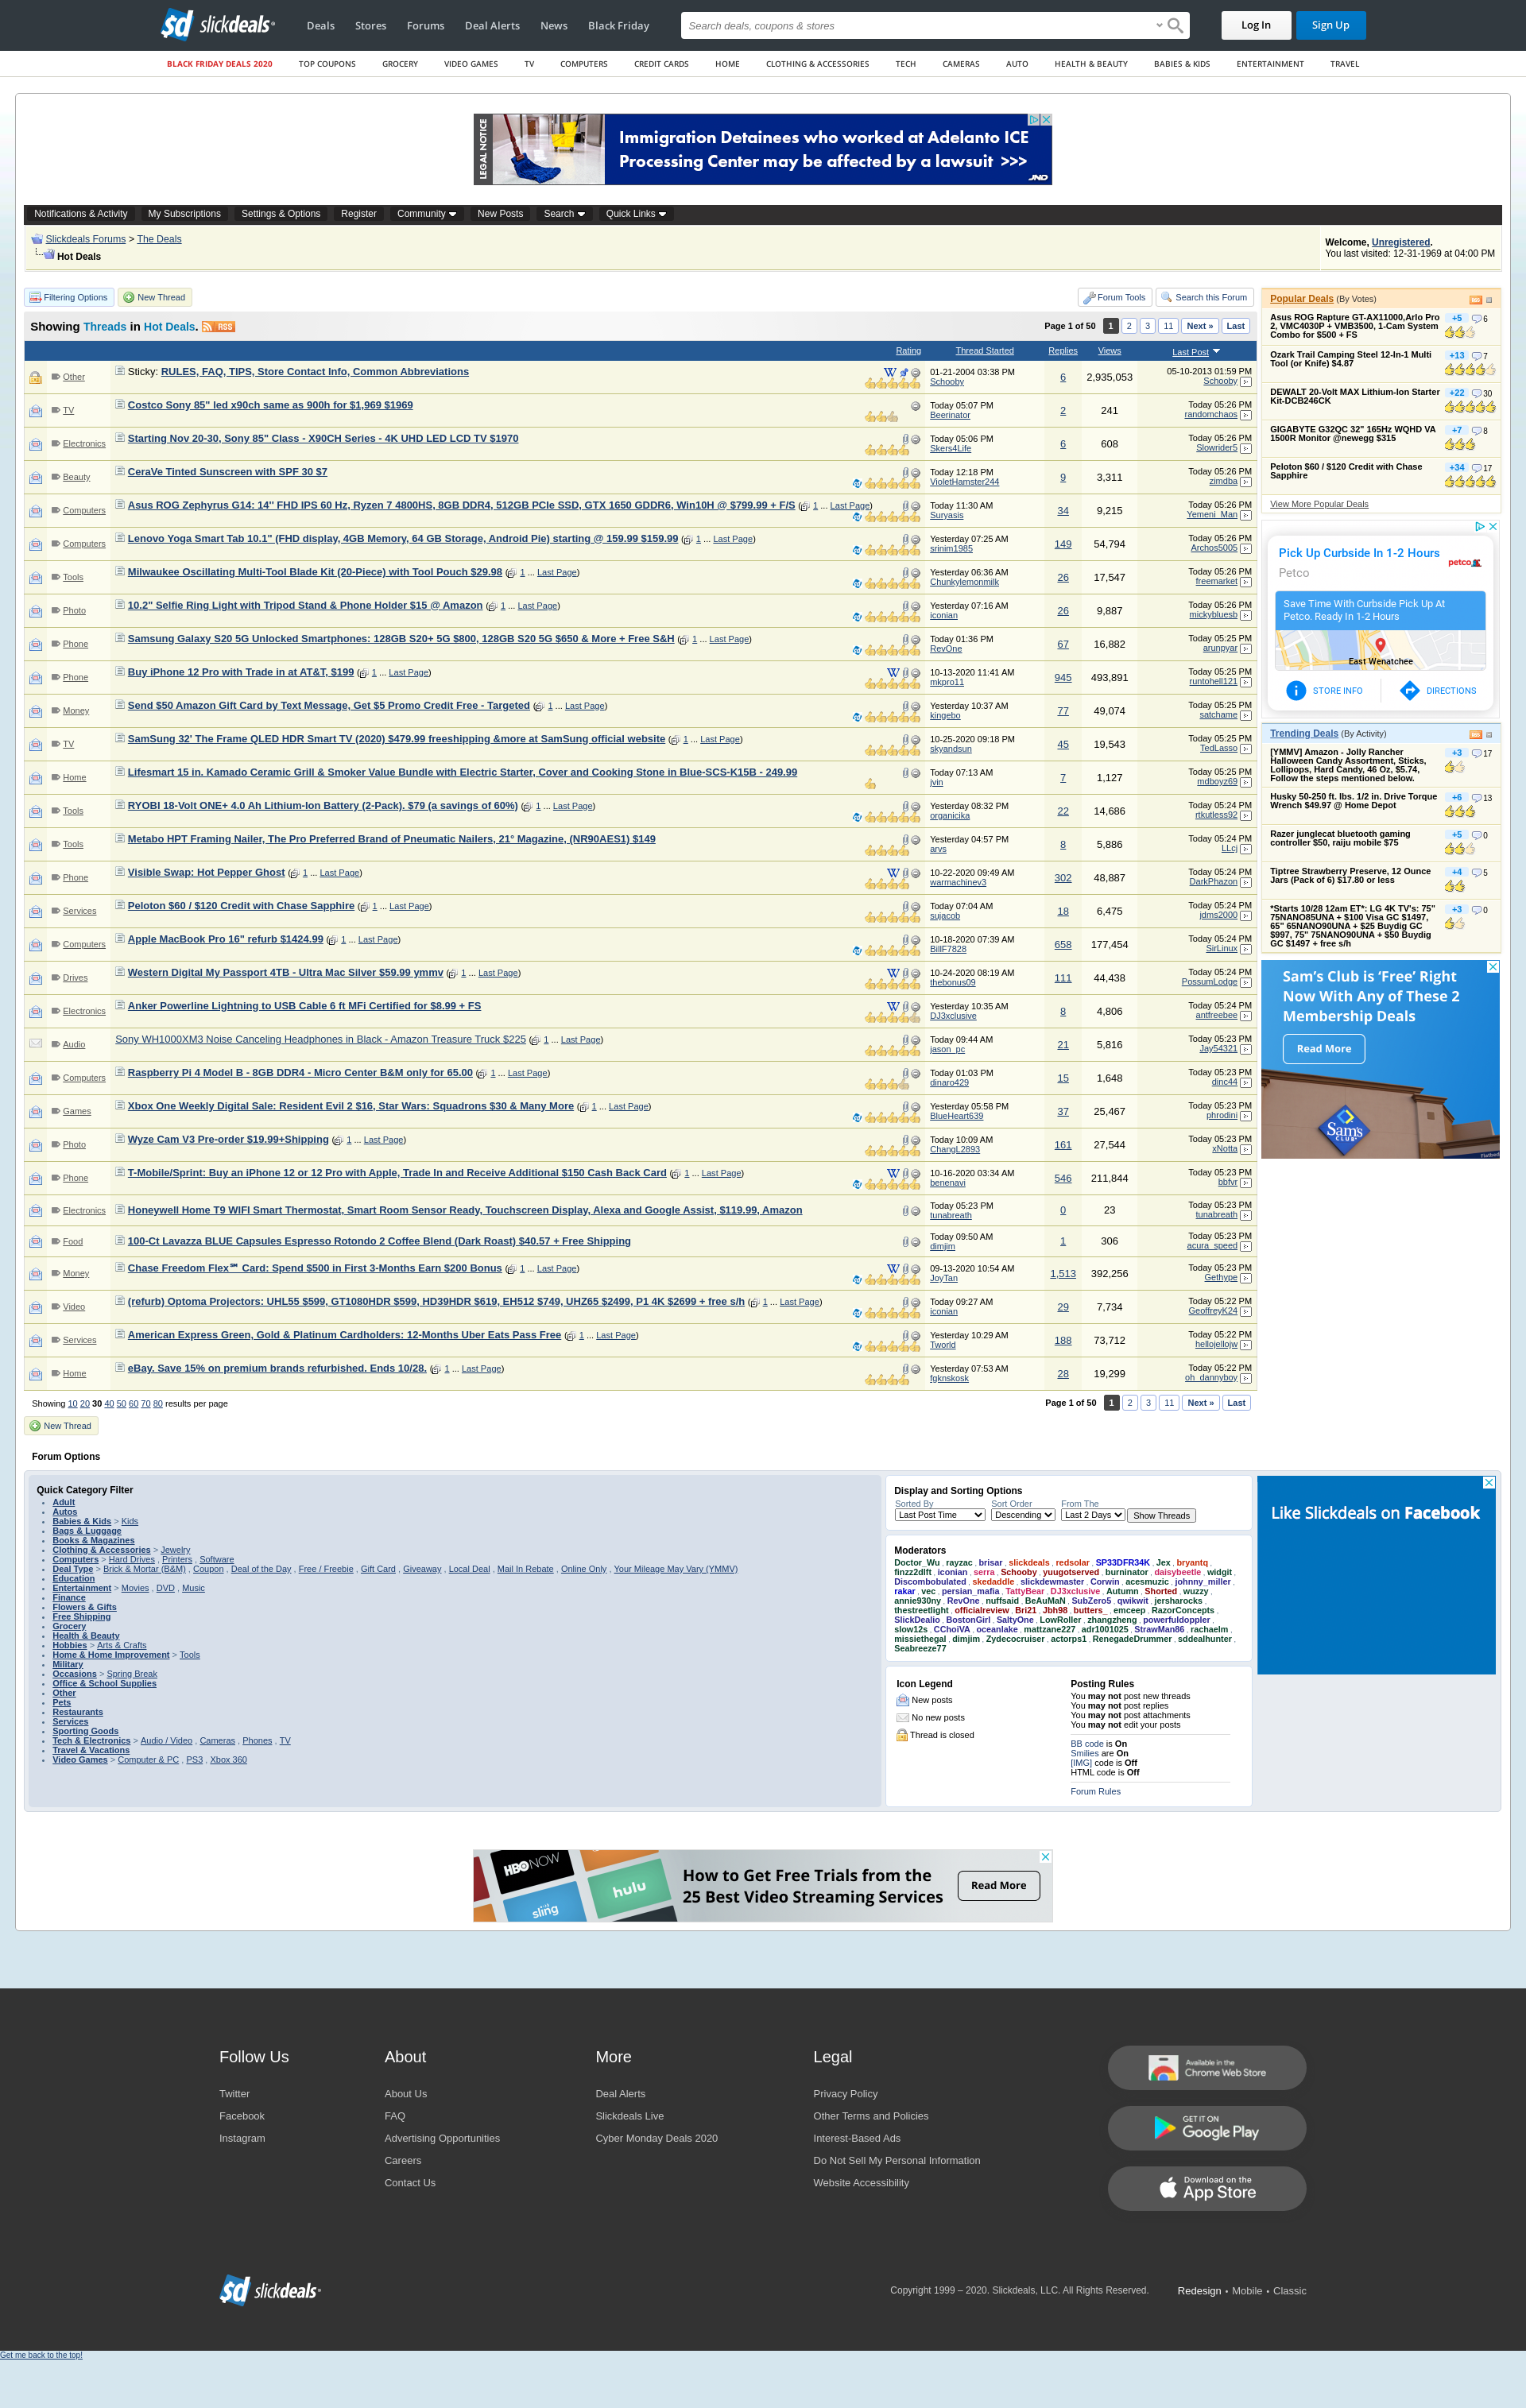 slickdeals
Deals Stores Forums Deal Alerts News Black Friday
Search deals, coupons & stores
Log In Sign Up
BLACK FRIDAY DEALS 2020 TOP COUPONS GROCERY VIDEO GAMES TV COMPUTERS CREDIT CARDS HOME CLOTHING & ACCESSORIES TECH CAMERAS AUTO HEALTH & BEAUTY BABIES & KIDS ENTERTAINMENT TRAVEL
LEGAL NOTICE
Immigration Detainees who worked at Adelanto ICE
Processing Center may be affected by a lawsuit >>>
JND
Notifications & Activity My Subscriptions Settings & Options Register Community New Posts Search Quick Links
Slickdeals Forums > The Deals
Hot Deals
Welcome, Unregistered.
You last visited: 12-31-1969 at 04:00 PM
Filtering Options New Thread Forum Tools Search this Forum
Showing Threads in Hot Deals. RSS
Page 1 of 50 1 2 3 11 Next » Last
Rating Thread Started Replies Views Last Post
Other Sticky: RULES, FAQ, TIPS, Store Contact Info, Common Abbreviations 01-21-2004 03:38 PM Schooby 6 2,935,053 05-10-2013 01:59 PM Schooby
TV Costco Sony 85" led x90ch same as 900h for $1,969 $1969 Today 05:07 PM Beerinator 2 241 Today 05:26 PM randomchaos
Electronics Starting Nov 20-30, Sony 85" Class - X90CH Series - 4K UHD LED LCD TV $1970 Today 05:06 PM Skers4Life 6 608 Today 05:26 PM Slowrider5
Beauty CeraVe Tinted Sunscreen with SPF 30 $7 Today 12:18 PM VioletHamster244 9 3,311 Today 05:26 PM zimdba
Computers Asus ROG Zephyrus G14: 14'' FHD IPS 60 Hz, Ryzen 7 4800HS, 8GB DDR4, 512GB PCIe SSD, GTX 1650 GDDR6, Win10H @ $799.99 + F/S ( 1 ... Last Page) Today 11:30 AM Suryasis 34 9,215 Today 05:26 PM Yemeni_Man
Computers Lenovo Yoga Smart Tab 10.1" (FHD display, 4GB Memory, 64 GB Storage, Android Pie) starting @ 159.99 $159.99 ( 1 ... Last Page) Yesterday 07:25 AM srinim1985 149 54,794 Today 05:26 PM Archos5005
Tools Milwaukee Oscillating Multi-Tool Blade Kit (20-Piece) with Tool Pouch $29.98 ( 1 ... Last Page) Yesterday 06:36 AM Chunkylemonmilk 26 17,547 Today 05:26 PM freemarket
Photo 10.2" Selfie Ring Light with Tripod Stand & Phone Holder $15 @ Amazon ( 1 ... Last Page) Yesterday 07:16 AM iconian 26 9,887 Today 05:26 PM mickybluesb
Phone Samsung Galaxy S20 5G Unlocked Smartphones: 128GB S20+ 5G $800, 128GB S20 5G $650 & More + Free S&H ( 1 ... Last Page) Today 01:36 PM RevOne 67 16,882 Today 05:25 PM arunpyar
Phone Buy iPhone 12 Pro with Trade in at AT&T, $199 ( 1 ... Last Page) 10-13-2020 11:41 AM mkpro11 945 493,891 Today 05:25 PM runtohell121
Money Send $50 Amazon Gift Card by Text Message, Get $5 Promo Credit Free - Targeted ( 1 ... Last Page) Yesterday 10:37 AM kingebo 77 49,074 Today 05:25 PM satchame
TV SamSung 32' The Frame QLED HDR Smart TV (2020) $479.99 freeshipping &more at SamSung official website ( 1 ... Last Page) 10-25-2020 09:18 PM skyandsun 45 19,543 Today 05:25 PM TedLasso
Home Lifesmart 15 in. Kamado Ceramic Grill & Smoker Value Bundle with Electric Starter, Cover and Cooking Stone in Blue-SCS-K15B - 249.99 Today 07:13 AM jvin 7 1,127 Today 05:25 PM mdboyz69
Tools RYOBI 18-Volt ONE+ 4.0 Ah Lithium-Ion Battery (2-Pack). $79 (a savings of 60%) ( 1 ... Last Page) Yesterday 08:32 PM organicika 22 14,686 Today 05:24 PM rtkutless92
Tools Metabo HPT Framing Nailer, The Pro Preferred Brand of Pneumatic Nailers, 21° Magazine, (NR90AES1) $149 Yesterday 04:57 PM arvs 8 5,886 Today 05:24 PM LLcj
Phone Visible Swap: Hot Pepper Ghost ( 1 ... Last Page) 10-22-2020 09:49 AM warmachinev3 302 48,887 Today 05:24 PM DarkPhazon
Services Peloton $60 / $120 Credit with Chase Sapphire ( 1 ... Last Page) Today 07:04 AM sujacob 18 6,475 Today 05:24 PM jdms2000
Computers Apple MacBook Pro 16" refurb $1424.99 ( 1 ... Last Page) 10-18-2020 07:39 AM BillF7828 658 177,454 Today 05:24 PM SirLinux
Drives Western Digital My Passport 4TB - Ultra Mac Silver $59.99 ymmv ( 1 ... Last Page) 10-24-2020 08:19 AM thebonus09 111 44,438 Today 05:24 PM PossumLodge
Electronics Anker Powerline Lightning to USB Cable 6 ft MFi Certified for $8.99 + FS Yesterday 10:35 AM DJ3xclusive 8 4,806 Today 05:24 PM antfreebee
Audio Sony WH1000XM3 Noise Canceling Headphones in Black - Amazon Treasure Truck $225 ( 1 ... Last Page) Today 09:44 AM jason_pc 21 5,816 Today 05:23 PM Jay54321
Computers Raspberry Pi 4 Model B - 8GB DDR4 - Micro Center B&M only for 65.00 ( 1 ... Last Page) Today 01:03 PM dinaro429 15 1,648 Today 05:23 PM dinc44
Games Xbox One Weekly Digital Sale: Resident Evil 2 $16, Star Wars: Squadrons $30 & Many More ( 1 ... Last Page) Yesterday 05:58 PM BlueHeart639 37 25,467 Today 05:23 PM phrodini
Photo Wyze Cam V3 Pre-order $19.99+Shipping ( 1 ... Last Page) Today 10:09 AM ChangL2893 161 27,544 Today 05:23 PM xNotta
Phone T-Mobile/Sprint: Buy an iPhone 12 or 12 Pro with Apple, Trade In and Receive Additional $150 Cash Back Card ( 1 ... Last Page) 10-16-2020 03:34 AM benenavi 546 211,844 Today 05:23 PM bbfvr
Electronics Honeywell Home T9 WIFI Smart Thermostat, Smart Room Sensor Ready, Touchscreen Display, Alexa and Google Assist, $119.99, Amazon Today 05:23 PM tunabreath 0 23 Today 05:23 PM tunabreath
Food 100-Ct Lavazza BLUE Capsules Espresso Rotondo 2 Coffee Blend (Dark Roast) $40.57 + Free Shipping Today 09:50 AM dimjim 1 306 Today 05:23 PM acura_speed
Money Chase Freedom Flex℠ Card: Spend $500 in First 3-Months Earn $200 Bonus ( 1 ... Last Page) 09-13-2020 10:54 AM JoyTan 1,513 392,256 Today 05:23 PM Gethype
Video (refurb) Optoma Projectors: UHL55 $599, GT1080HDR $599, HD39HDR $619, EH512 $749, UHZ65 $2499, P1 4K $2699 + free s/h ( 1 ... Last Page) Today 09:27 AM iconian 29 7,734 Today 05:22 PM GeoffreyK24
Services American Express Green, Gold & Platinum Cardholders: 12-Months Uber Eats Pass Free ( 1 ... Last Page) Yesterday 10:29 AM Tworld 188 73,712 Today 05:22 PM hellojellojw
Home eBay. Save 15% on premium brands refurbished. Ends 10/28. ( 1 ... Last Page) Yesterday 07:53 AM fgknskosk 28 19,299 Today 05:22 PM oh_dannyboy
Showing 10 20 30 40 50 60 70 80 results per page
Page 1 of 50 1 2 3 11 Next » Last
New Thread
Popular Deals (By Votes)
Asus ROG Rapture GT-AX11000,Arlo Pro 2, VMC4030P + VMB3500, 1-Cam System Combo for $500 + FS +5 6
Ozark Trail Camping Steel 12-In-1 Multi Tool (or Knife) $4.87 +13 7
DEWALT 20-Volt MAX Lithium-Ion Starter Kit-DCB246CK +22 30
GIGABYTE G32QC 32" 165Hz WQHD VA 1500R Monitor @newegg $315 +7 8
Peloton $60 / $120 Credit with Chase Sapphire +34 17
View More Popular Deals
Pick Up Curbside In 1-2 Hours
Petco
petco
Save Time With Curbside Pick Up At
Petco. Ready In 1-2 Hours
East Wenatchee
STORE INFO DIRECTIONS
Trending Deals (By Activity)
[YMMV] Amazon - Jolly Rancher Halloween Candy Assortment, Sticks, Lollipops, Hard Candy, 46 Oz, $5.74, Follow the steps mentioned below. +3 17
Husky 50-250 ft. lbs. 1/2 in. Drive Torque Wrench $49.97 @ Home Depot +6 13
Razer junglecat bluetooth gaming controller $50, raiju mobile $75 +5 0
Tiptree Strawberry Preserve, 12 Ounce Jars (Pack of 6) $17.80 or less +4 5
*Starts 10/28 12am ET*: LG 4K TV's: 75" 75NANO85UNA + $100 Visa GC $1497, 65" 65NANO90UNA + $25 Buydig GC $997, 75" 75NANO90UNA + $50 Buydig GC $1497 + free s/h +3 0
Sam's Club is 'Free' Right
Now With Any of These 2
Membership Deals
Read More
Sam's
CLUB
Forum Options
Quick Category Filter
Adult
Autos
Babies & Kids > Kids
Bags & Luggage
Books & Magazines
Clothing & Accessories > Jewelry
Computers > Hard Drives , Printers , Software
Deal Type > Brick & Mortar (B&M) , Coupon , Deal of the Day , Free / Freebie , Gift Card , Giveaway , Local Deal , Mail In Rebate , Online Only , Your Mileage May Vary (YMMV)
Education
Entertainment > Movies , DVD , Music
Finance
Flowers & Gifts
Free Shipping
Grocery
Health & Beauty
Hobbies > Arts & Crafts
Home & Home Improvement > Tools
Military
Occasions > Spring Break
Office & School Supplies
Other
Pets
Restaurants
Services
Sporting Goods
Tech & Electronics > Audio / Video , Cameras , Phones , TV
Travel & Vacations
Video Games > Computer & PC , PS3 , Xbox 360
Display and Sorting Options
Sorted By Sort Order From The
Last Post Time Descending Last 2 Days Show Threads
Moderators
Doctor_Wu , rayzac , brisar , slickdeals , redsolar , SP33DFR34K , Jex , bryantq ,
finzz2dlft , iconian , serra , Schooby , yuugotserved , burninator , daisybeetle , widgit ,
Discombobulated , skedaddle , slickdewmaster , Corwin , acesmuzic , johnny_miller ,
rakar , vec , persian_mafia , TattyBear , DJ3xclusive , Autumn , Shorted , wuzzy ,
annie930ny , RevOne , nuffsaid , BeAuMaN , SubZero5 , qwikwit , jersharocks ,
thestreetlight , officialreview , Bri21 , Jbh98 , butters_ , emceep , RazorConcepts ,
SlickDealio , BostonGirl , SaltyOne , LowRoller , zhangzheng , powerfuldoppler ,
slow12s , CChoiVA , oceanlake , mattzane227 , adr1001025 , StrawMan86 , rachaelm ,
missiethegal , dimjim , Zydecocruiser , actorps1 , RenegadeDrummer , sddealhunter ,
Seabreeze77
Icon Legend
New posts
No new posts
Thread is closed
Posting Rules
You may not post new threads
You may not post replies
You may not post attachments
You may not edit your posts
BB code is On
Smilies are On
[IMG] code is Off
HTML code is Off
Forum Rules
Like Slickdeals on Facebook
HBO NOW
sling
hulu
How to Get Free Trials from the
25 Best Video Streaming Services
Read More
Follow Us
Twitter
Facebook
Instagram
About
About Us
FAQ
Advertising Opportunities
Careers
Contact Us
More
Deal Alerts
Slickdeals Live
Cyber Monday Deals 2020
Legal
Privacy Policy
Other Terms and Policies
Interest-Based Ads
Do Not Sell My Personal Information
Website Accessibility
Available in the
Chrome Web Store
GET IT ON
Google Play
Download on the
App Store
slickdeals
Copyright 1999 – 2020. Slickdeals, LLC. All Rights Reserved. Redesign • Mobile • Classic
Get me back to the top!